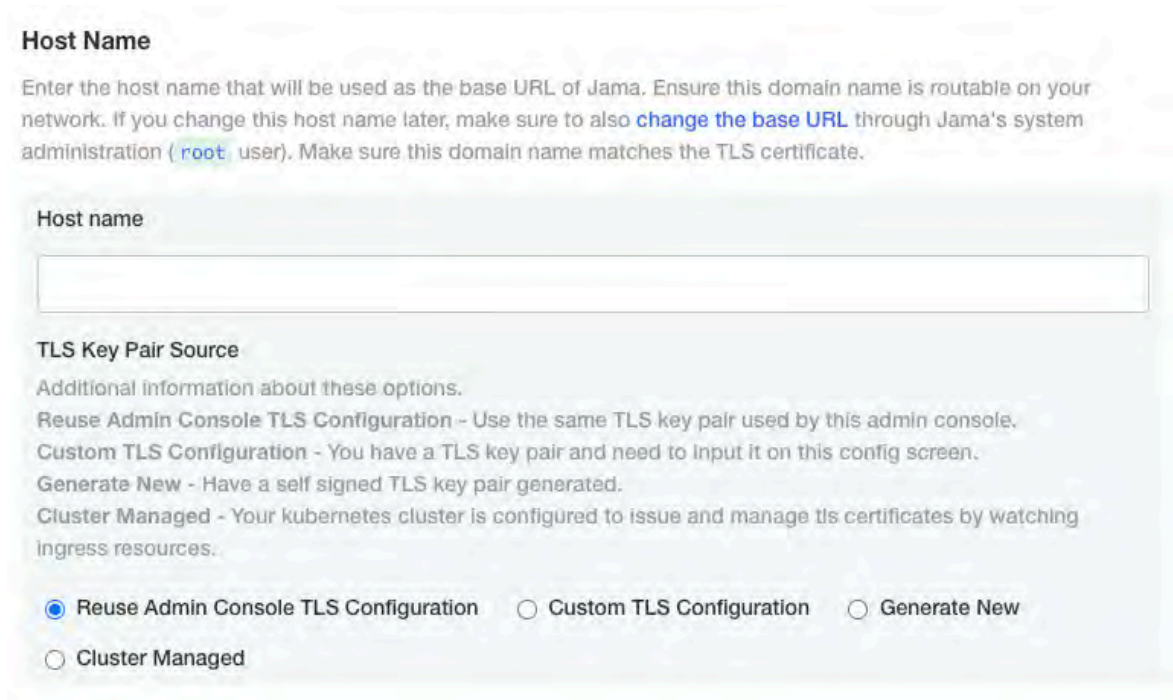 Host Name
Enter the host name that will be used as the base URL of Jama. Ensure this domain name is routable on your
network. If you change this host name later, make sure to also change the base URL through Jama's system
administration ( root user). Make sure this domain name matches the TLS certificate.
Host name
TLS Key Pair Source
Additional information about these options.
Reuse Admin Console TLS Configuration - Use the same TLS key pair used by this admin console.
Custom TLS Configuration - You have a TLS key pair and need to input it on this config screen.
Generate New - Have a self signed TLS key pair generated.
Cluster Managed - Your kubernetes cluster is configured to issue and manage tls certificates by watching
ingress resources.
Reuse Admin Console TLS Configuration Custom TLS Configuration Generate New
Cluster Managed